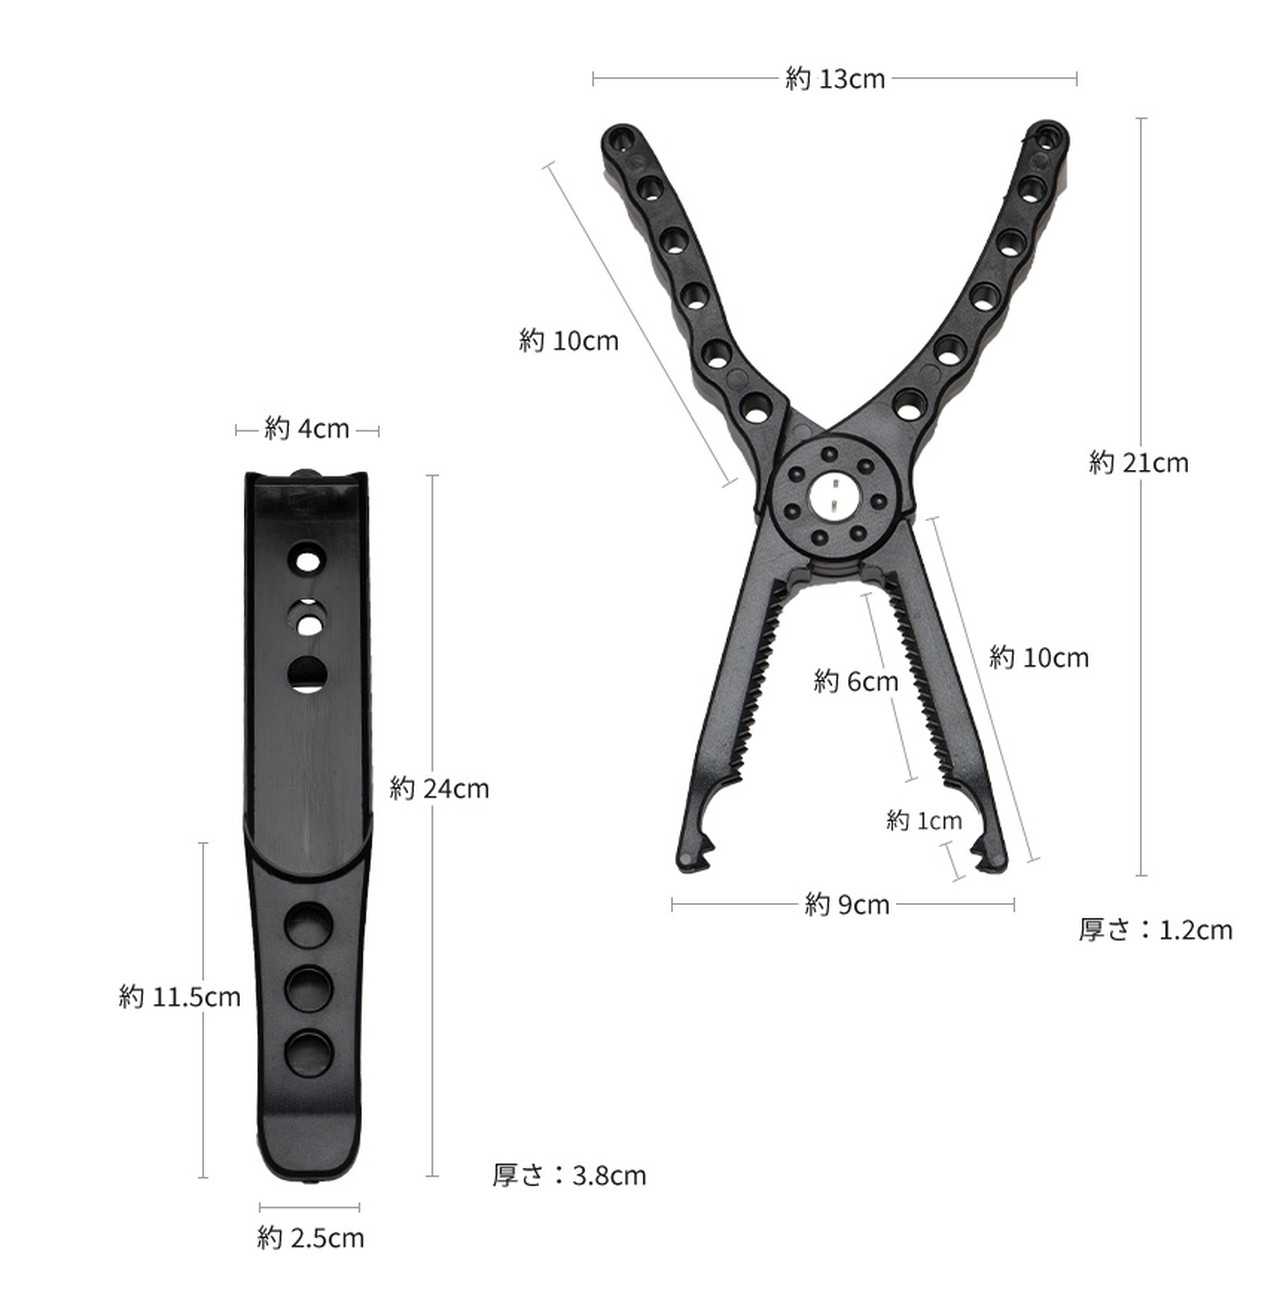 約 13cm
約 10cm
約 21cm
約 4cm
約 10cm
約 6cm
約 24cm
約 1cm
約 9cm
厚さ：1.2cm
約 11.5cm
厚さ：3.8cm
約 2.5cm